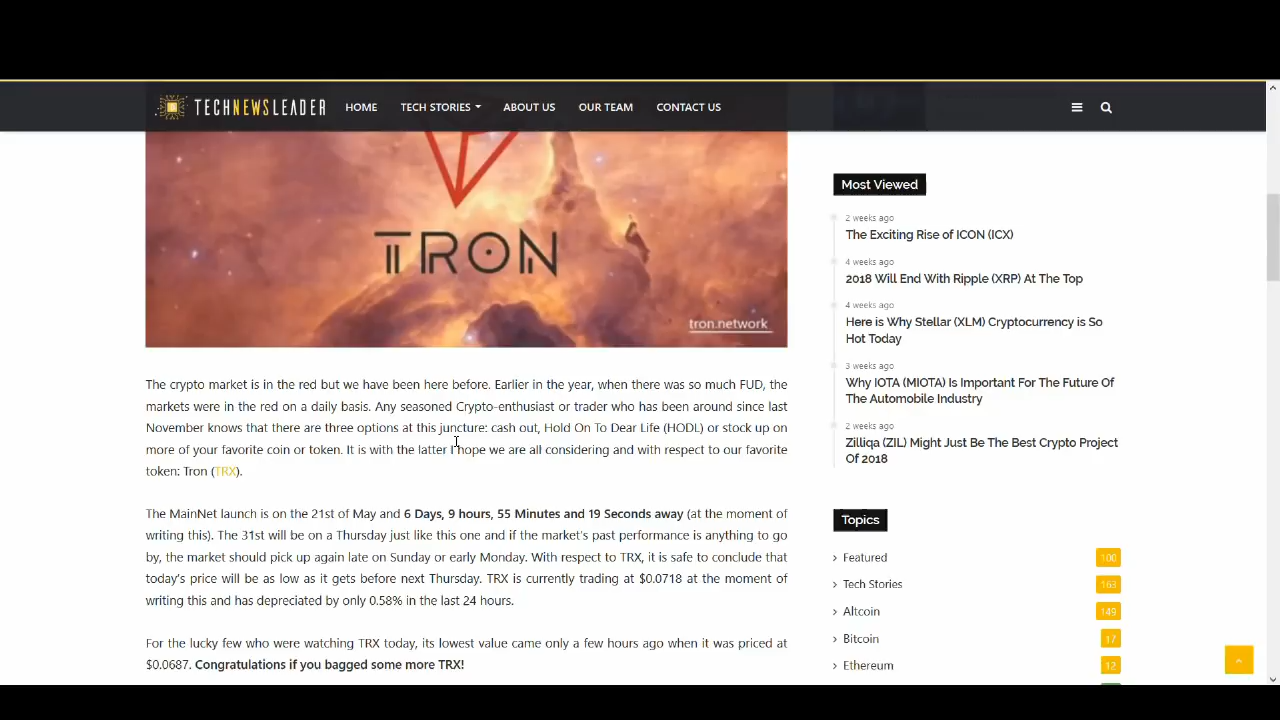 TECHNEWSLEADER HOME TECH STORIES ABOUT US OUR TEAM CONTACT US
TRON
tron.network
The crypto market is in the red but we have been here before. Earlier in the year, when there was so much FUD, the
markets were in the red on a daily basis. Any seasoned Crypto-enthusiast or trader who has been around since last
November knows that there are three options at this juncture: cash out, Hold On To Dear Life (HODL) or stock up on
more of your favorite coin or token. It is with the latter I hope we are all considering and with respect to our favorite
token: Tron (TRX).
The MainNet launch is on the 21st of May and 6 Days, 9 hours, 55 Minutes and 19 Seconds away (at the moment of
writing this). The 31st will be on a Thursday just like this one and if the market's past performance is anything to go
by, the market should pick up again late on Sunday or early Monday. With respect to TRX, it is safe to conclude that
today's price will be as low as it gets before next Thursday. TRX is currently trading at $0.0718 at the moment of
writing this and has depreciated by only 0.58% in the last 24 hours.
For the lucky few who were watching TRX today, its lowest value came only a few hours ago when it was priced at
$0.0687. Congratulations if you bagged some more TRX!
Most Viewed
2 weeks ago
The Exciting Rise of ICON (ICX)
4 weeks ago
2018 Will End With Ripple (XRP) At The Top
4 weeks ago
Here is Why Stellar (XLM) Cryptocurrency is So
Hot Today
3 weeks ago
Why IOTA (MIOTA) Is Important For The Future Of
The Automobile Industry
2 weeks ago
Zilliqa (ZIL) Might Just Be The Best Crypto Project
Of 2018
Topics
Featured 100
Tech Stories 163
Altcoin 149
Bitcoin 17
Ethereum 12